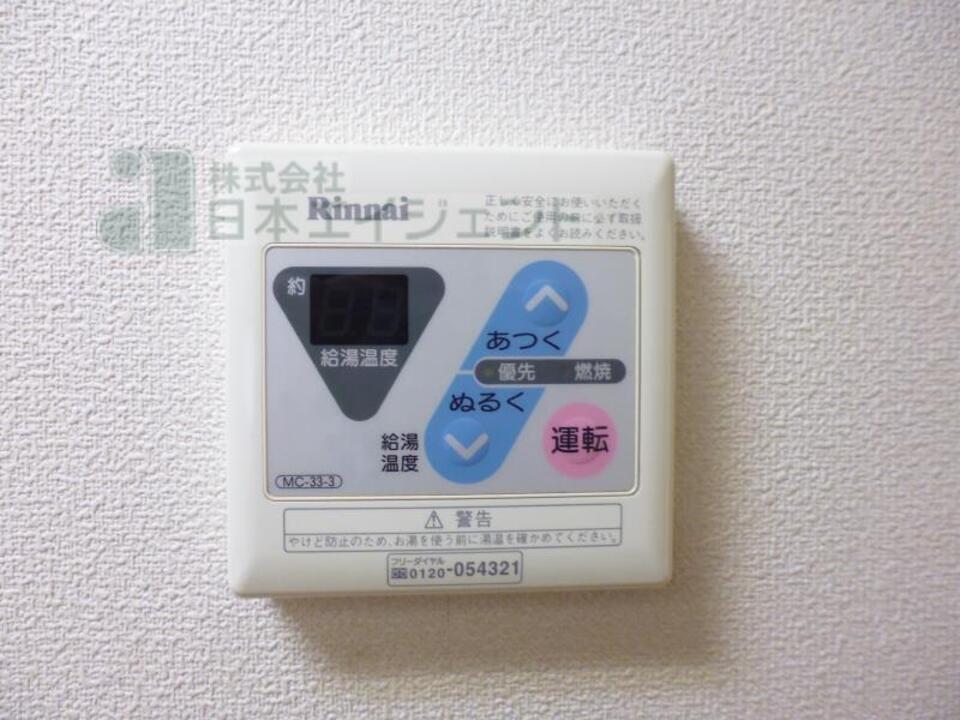 株式会社
日本エイジェント
Rinnai
正しく安全にお使いいただく
ためにご使用の前に必ず取扱
説明書をよくお読みください。
約
給湯温度
あつく
優先 燃焼
ぬるく
給湯
温度
運転
MC-33-3
警告
やけど防止のため、お湯を使う前に湯温を確かめてください。
フリーダイヤル
0120-054321